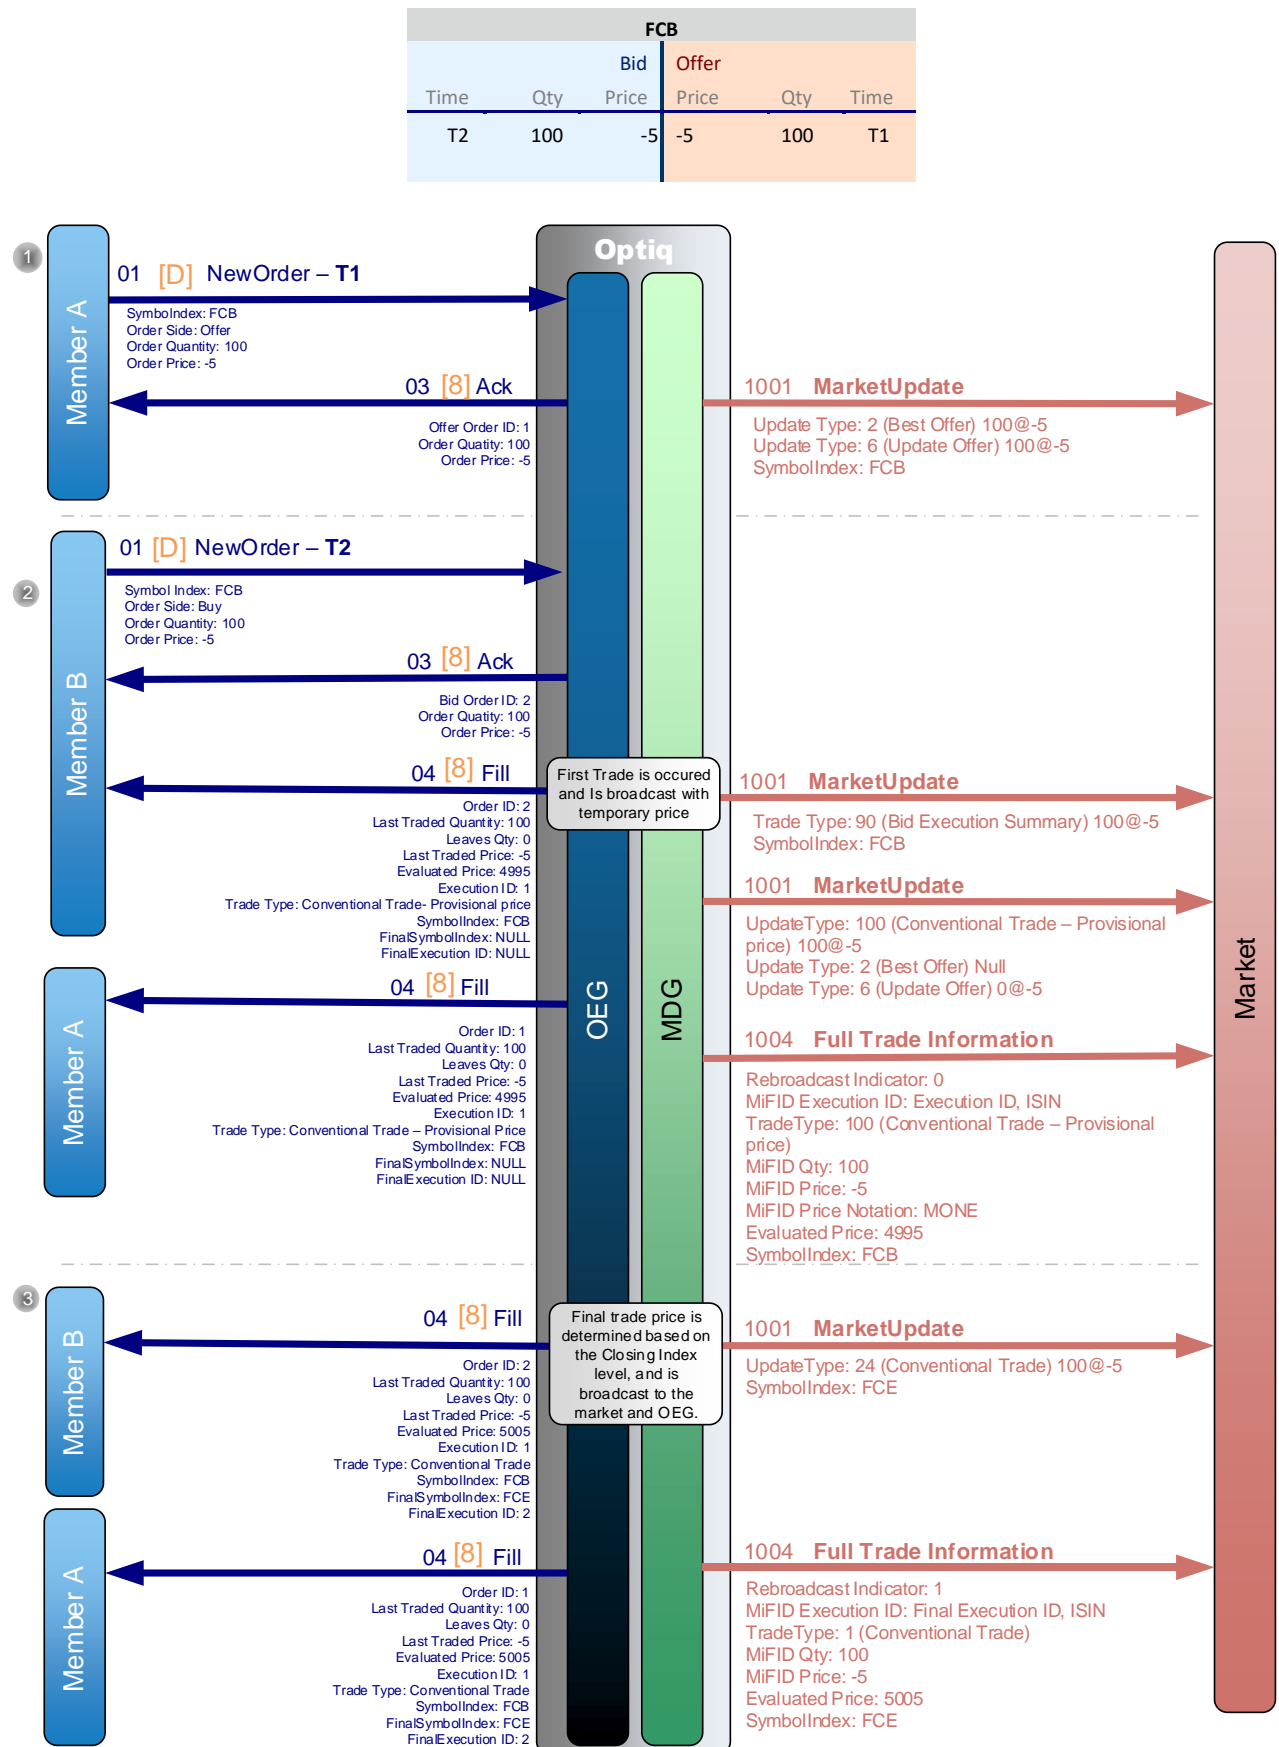 FCB
Bid Offer
Time Qty Price Price Qty Time
T2 100 -5 -5 100 T1
Optiq
1
Member A
01 [D] NewOrder – T1
SymboIndex: FCB
Order Side: Offer
Order Quantity: 100
Order Price: -5
03 [8] Ack
Offer Order ID: 1
Order Quatity: 100
Order Price: -5
1001 MarketUpdate
Update Type: 2 (Best Offer) 100@-5
Update Type: 6 (Update Offer) 100@-5
SymbolIndex: FCB
2
Member B
01 [D] NewOrder – T2
Symbol Index: FCB
Order Side: Buy
Order Quantity: 100
Order Price: -5
03 [8] Ack
Bid Order ID: 2
Order Quatity: 100
Order Price: -5
04 [8] Fill
Order ID: 2
Last Traded Quantity: 100
Leaves Qty: 0
Last Traded Price: -5
Evaluated Price: 4995
Execution ID: 1
Trade Type: Conventional Trade- Provisional price
SymbolIndex: FCB
FinalSymbolIndex: NULL
FinalExecution ID: NULL
First Trade is occured
and Is broadcast with
temporary price
1001 MarketUpdate
Trade Type: 90 (Bid Execution Summary) 100@-5
SymbolIndex: FCB
1001 MarketUpdate
UpdateType: 100 (Conventional Trade – Provisional
price) 100@-5
Update Type: 2 (Best Offer) Null
Update Type: 6 (Update Offer) 0@-5
Member A
04 [8] Fill
Order ID: 1
Last Traded Quantity: 100
Leaves Qty: 0
Last Traded Price: -5
Evaluated Price: 4995
Execution ID: 1
Trade Type: Conventional Trade – Provisional Price
SymbolIndex: FCB
FinalSymbolIndex: NULL
FinalExecution ID: NULL
OEG
MDG
Market
1004 Full Trade Information
Rebroadcast Indicator: 0
MiFID Execution ID: Execution ID, ISIN
TradeType: 100 (Conventional Trade – Provisional
price)
MiFID Qty: 100
MiFID Price: -5
MiFID Price Notation: MONE
Evaluated Price: 4995
SymbolIndex: FCB
3
Member B
04 [8] Fill
Order ID: 2
Last Traded Quantity: 100
Leaves Qty: 0
Last Traded Price: -5
Evaluated Price: 5005
Execution ID: 1
Trade Type: Conventional Trade
SymbolIndex: FCB
FinalSymbolIndex: FCE
FinalExecution ID: 2
Final trade price is
determined based on
the Closing Index
level, and is
broadcast to the
market and OEG.
1001 MarketUpdate
UpdateType: 24 (Conventional Trade) 100@-5
SymbolIndex: FCE
Member A
04 [8] Fill
Order ID: 1
Last Traded Quantity: 100
Leaves Qty: 0
Last Traded Price: -5
Evaluated Price: 5005
Execution ID: 1
Trade Type: Conventional Trade
SymbolIndex: FCB
FinalSymbolIndex: FCE
FinalExecution ID: 2
1004 Full Trade Information
Rebroadcast Indicator: 1
MiFID Execution ID: Final Execution ID, ISIN
TradeType: 1 (Conventional Trade)
MiFID Qty: 100
MiFID Price: -5
Evaluated Price: 5005
SymbolIndex: FCE